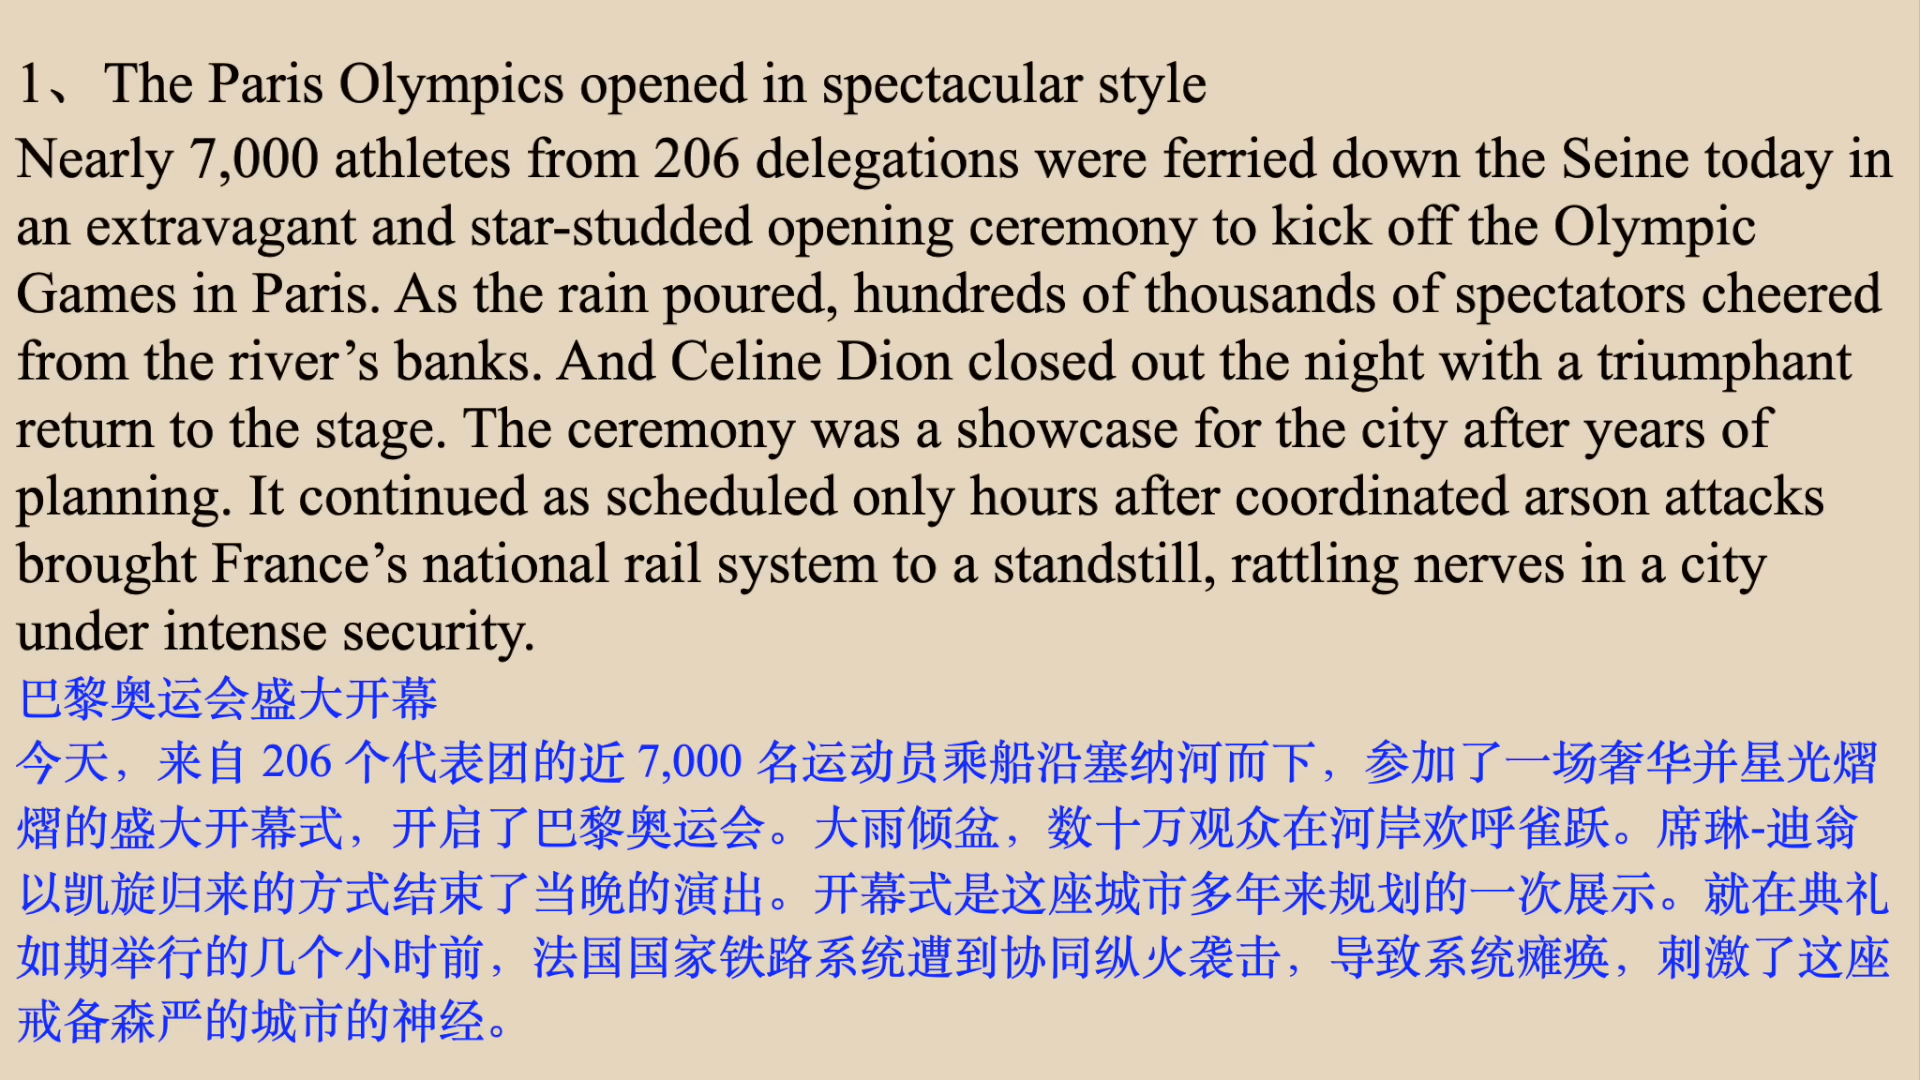 1、The Paris Olympics opened in spectacular style
Nearly 7,000 athletes from 206 delegations were ferried down the Seine today in
an extravagant and star-studded opening ceremony to kick off the Olympic
Games in Paris. As the rain poured, hundreds of thousands of spectators cheered
from the river’s banks. And Celine Dion closed out the night with a triumphant
return to the stage. The ceremony was a showcase for the city after years of
planning. It continued as scheduled only hours after coordinated arson attacks
brought France’s national rail system to a standstill, rattling nerves in a city
under intense security.
巴黎奥运会盛大开幕
今天，来自 206 个代表团的近 7,000 名运动员乘船沿塞纳河而下，参加了一场奢华并星光熠
熠的盛大开幕式，开启了巴黎奥运会。大雨倾盆，数十万观众在河岸欢呼雀跃。席琳-迪翁
以凯旋归来的方式结束了当晚的演出。开幕式是这座城市多年来规划的一次展示。就在典礼
如期举行的几个小时前，法国国家铁路系统遭到协同纵火袭击，导致系统瘫痪，刺激了这座
戒备森严的城市的神经。